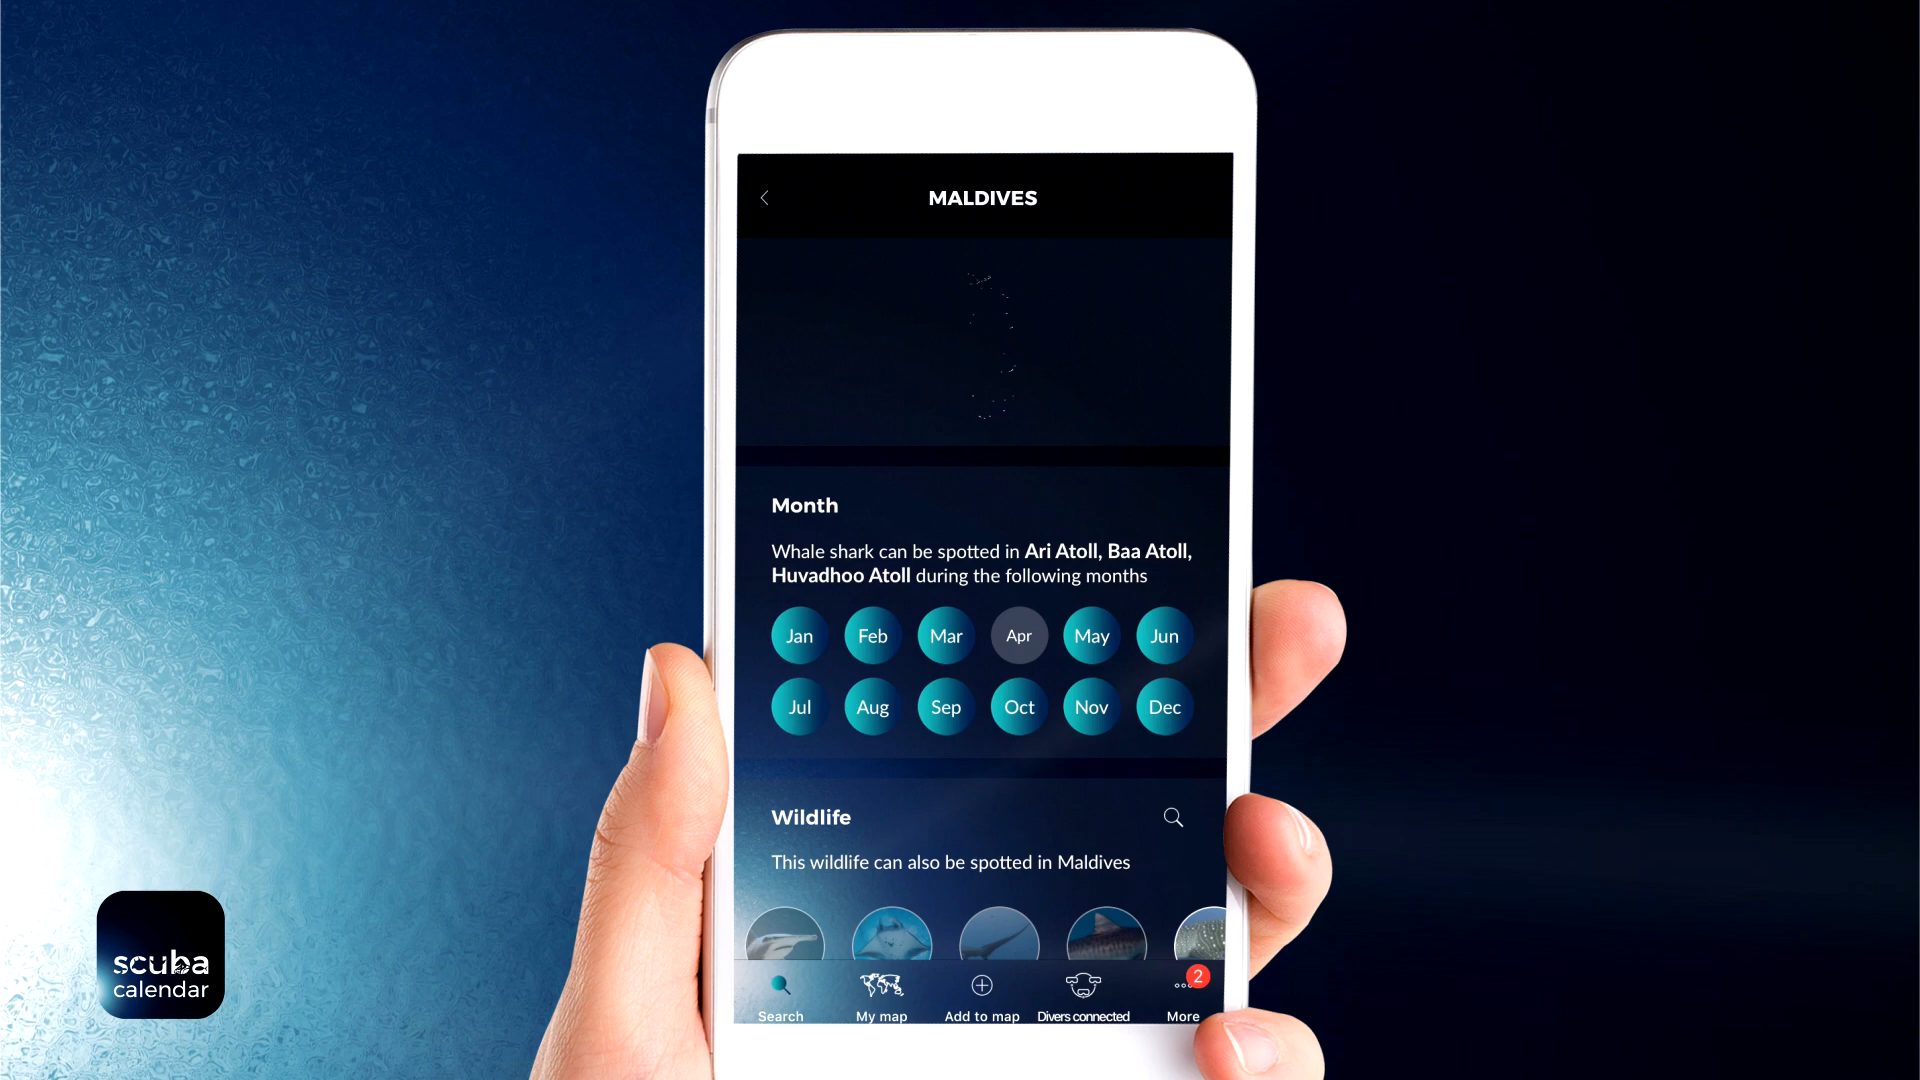 MALDIVES
Month
Whale shark can be spotted in Ari Atoll, Baa Atoll,
Huvadhoo Atoll during the following months
Jan Feb Mar Apr May Jun
Jul Aug Sep Oct Nov Dec
Wildlife
This wildlife can also be spotted in Maldives
2
Search My map Add to map Divers connected More
scuba
calendar